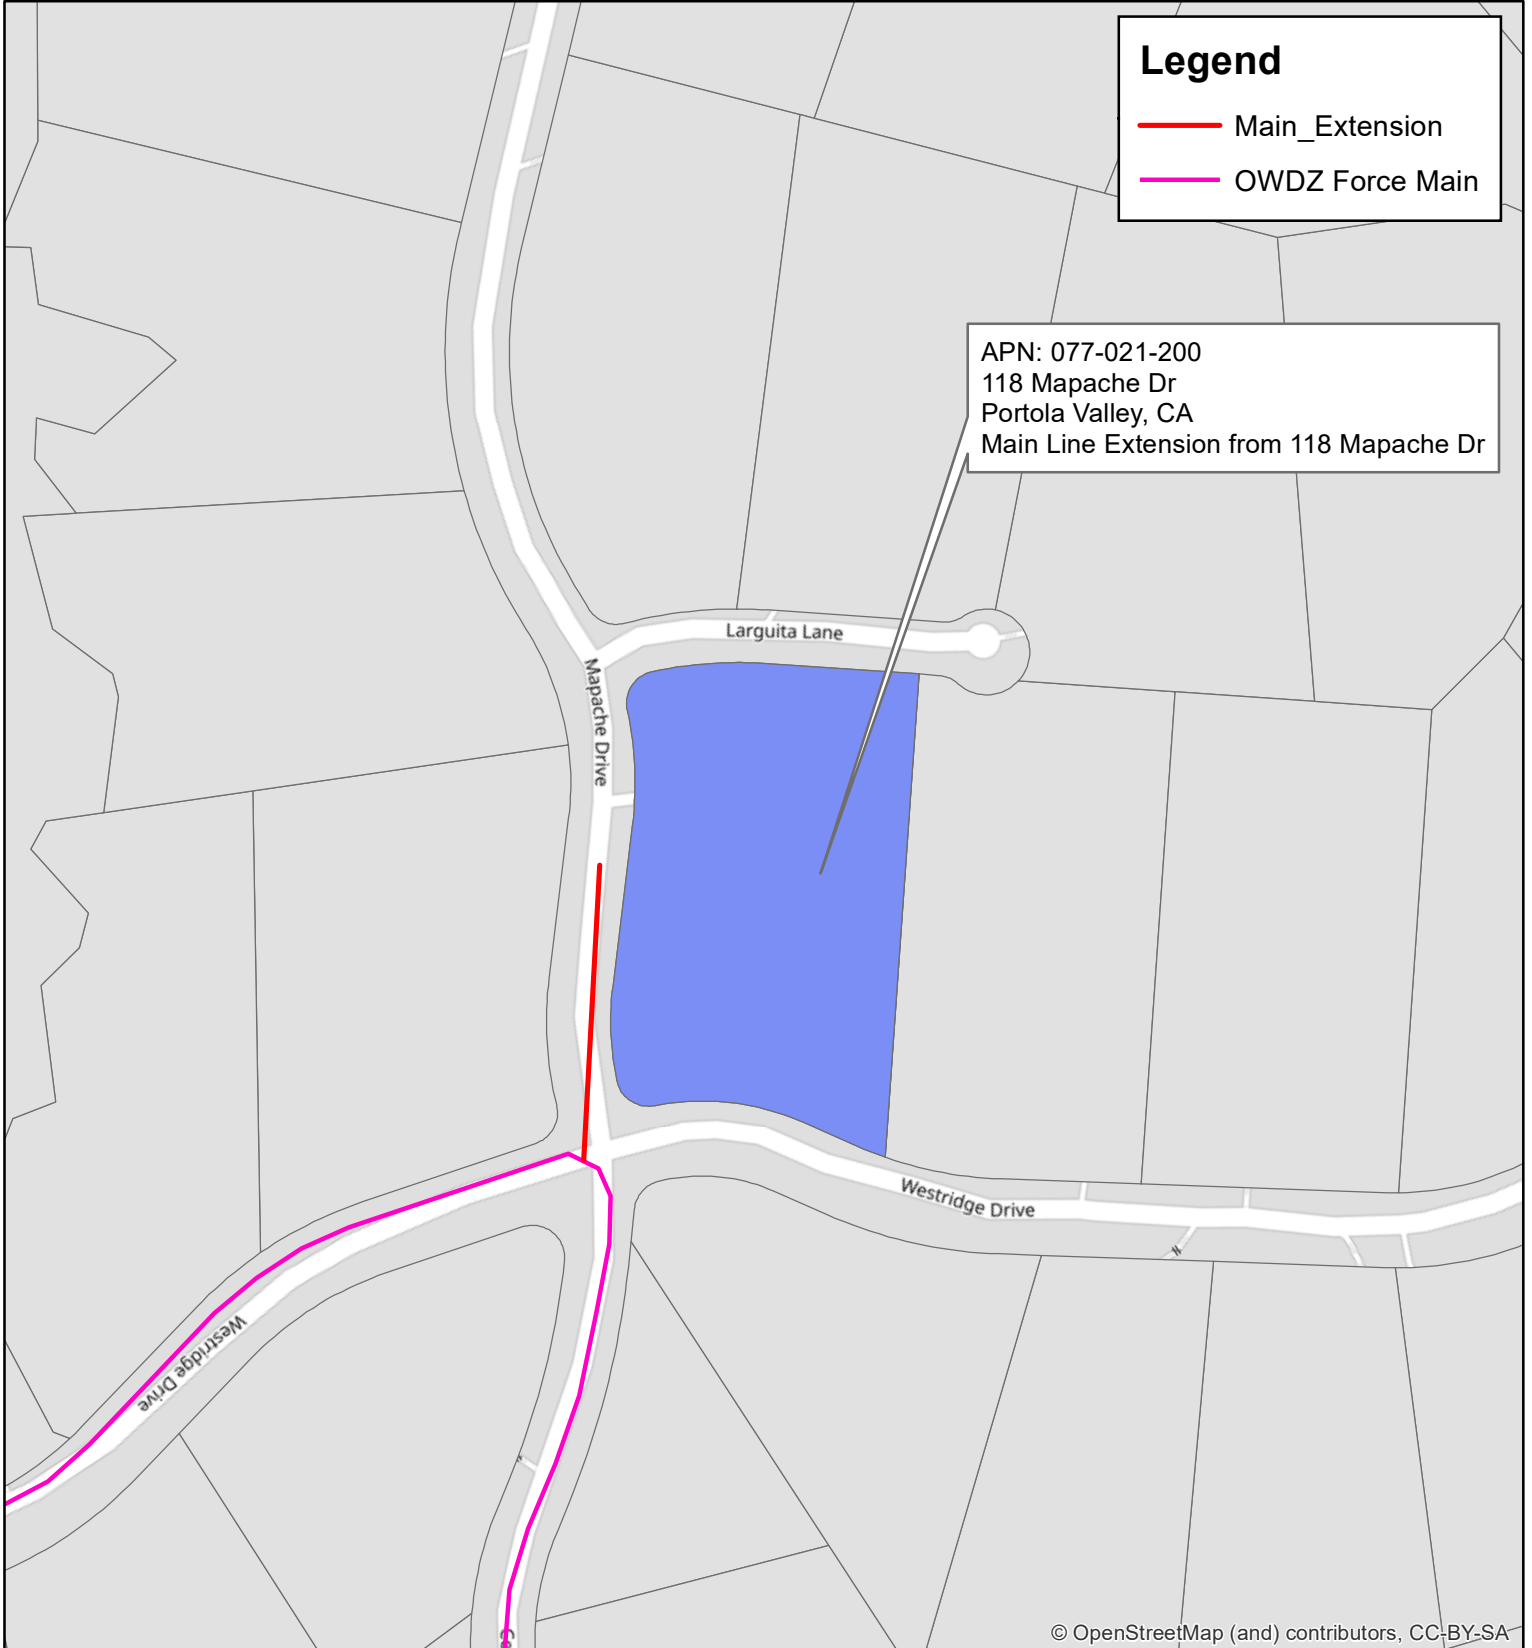 Legend
Main_Extension
OWDZ Force Main
APN: 077-021-200
118 Mapache Dr
Portola Valley, CA
Main Line Extension from 118 Mapache Dr
Larguita Lane
Mapache Drive
Westridge Drive
Westridge Drive
© OpenStreetMap (and) contributors, CC-BY-SA